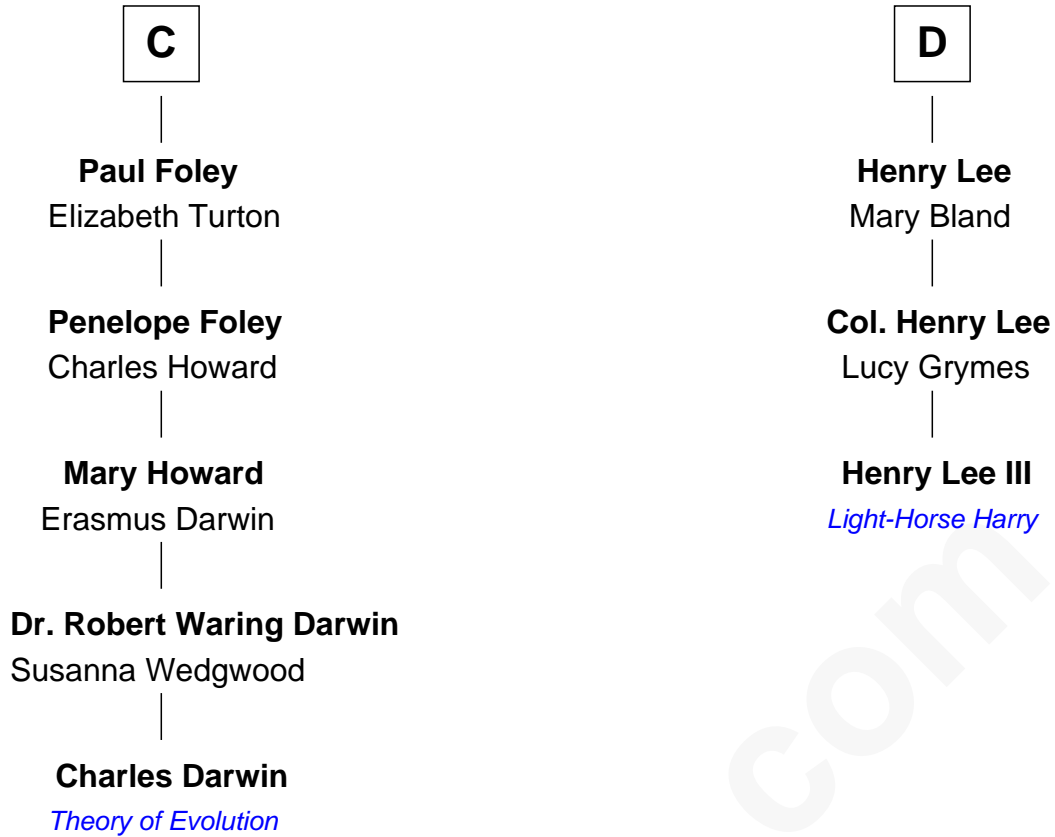 C
Paul Foley
Elizabeth Turton
Penelope Foley
Charles Howard
Mary Howard
Erasmus Darwin
Dr. Robert Waring Darwin
Susanna Wedgwood
Charles Darwin
Theory of Evolution
D
Henry Lee
Mary Bland
Col. Henry Lee
Lucy Grymes
Henry Lee III
Light-Horse Harry
com